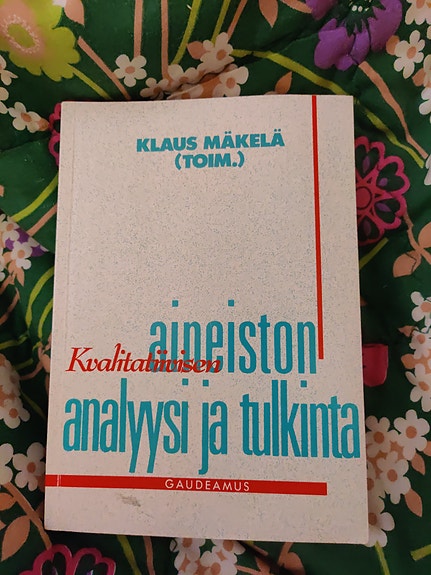 KLAUS MÄKELÄ
(TOIM.)
Kvalitatiivisen
aineiston
analyysi ja tulkinta
GAUDEAMUS